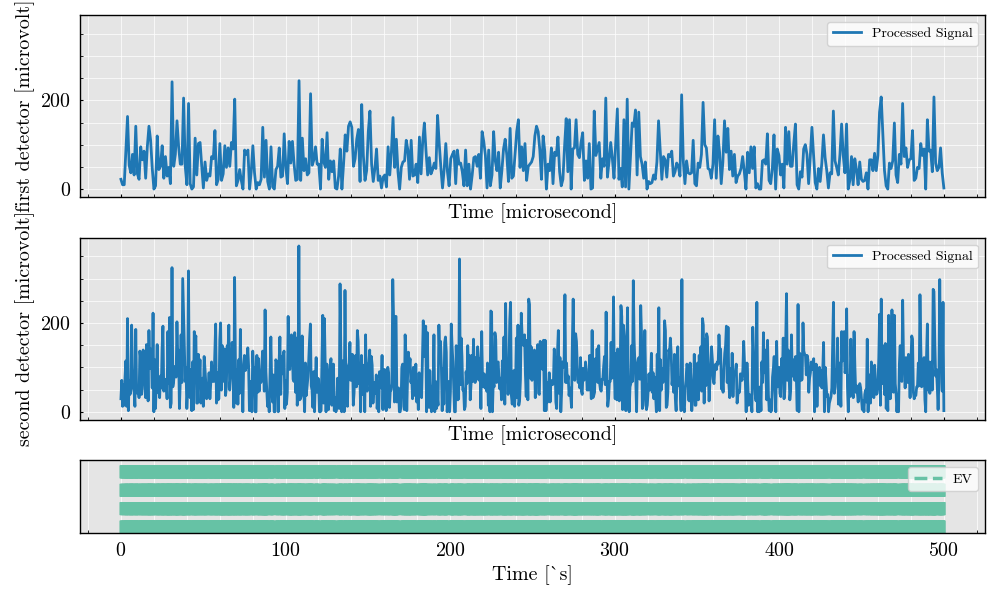 first detector [microvolt]
200
0
Processed Signal
Time [microsecond]
second detector [microvolt]
200
0
Processed Signal
Time [microsecond]
EV
0 100 200 300 400 500
Time [`s]